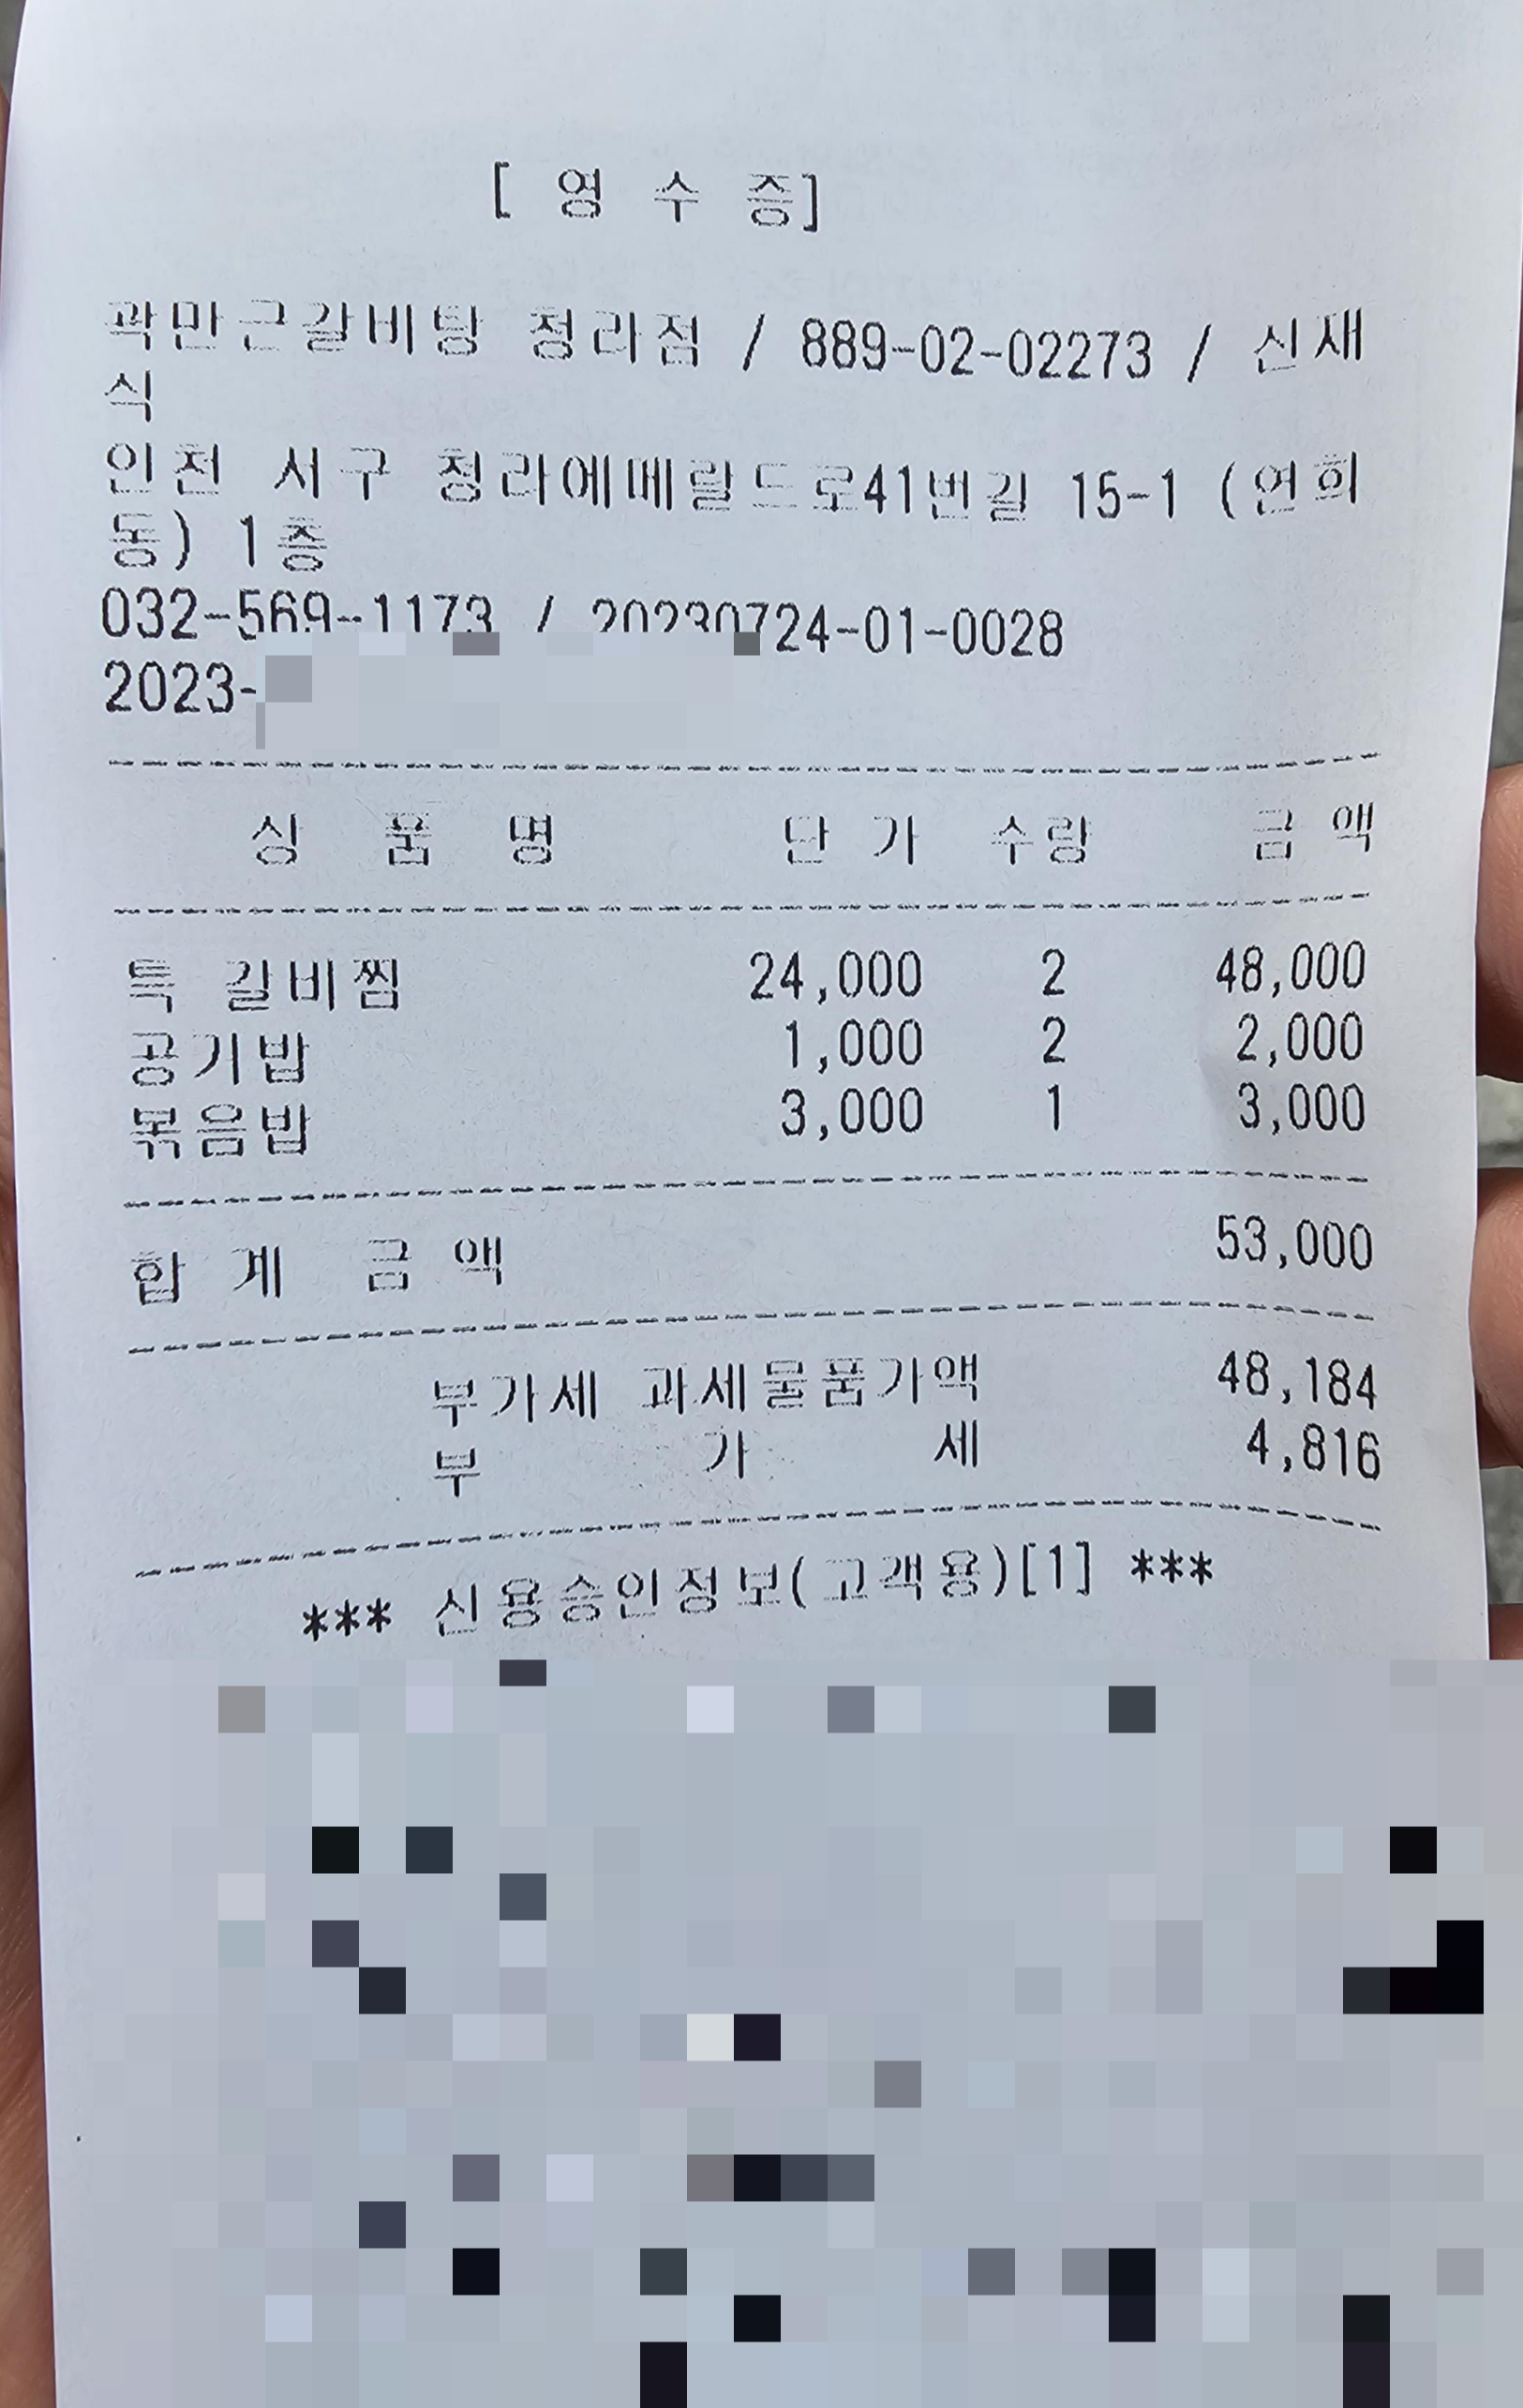 [ 영 수 증]
곽만근갈비탕 청라점 / 889-02-02273 / 신재
식
인천 서구 청라에메랄드로41번길 15-1 (연희
동) 1층
032-569-1173 / 20230724-01-0028
2023-
상 품 명 단 가 수량 금 액
특 갈비찜 24,000 2 48,000
공기밥 1,000 2 2,000
볶음밥 3,000 1 3,000
합 계 금 액 53,000
부가세 과세물품가액 48,184
부 가 세 4,816
*** 신용승인정보(고객용)[1] ***